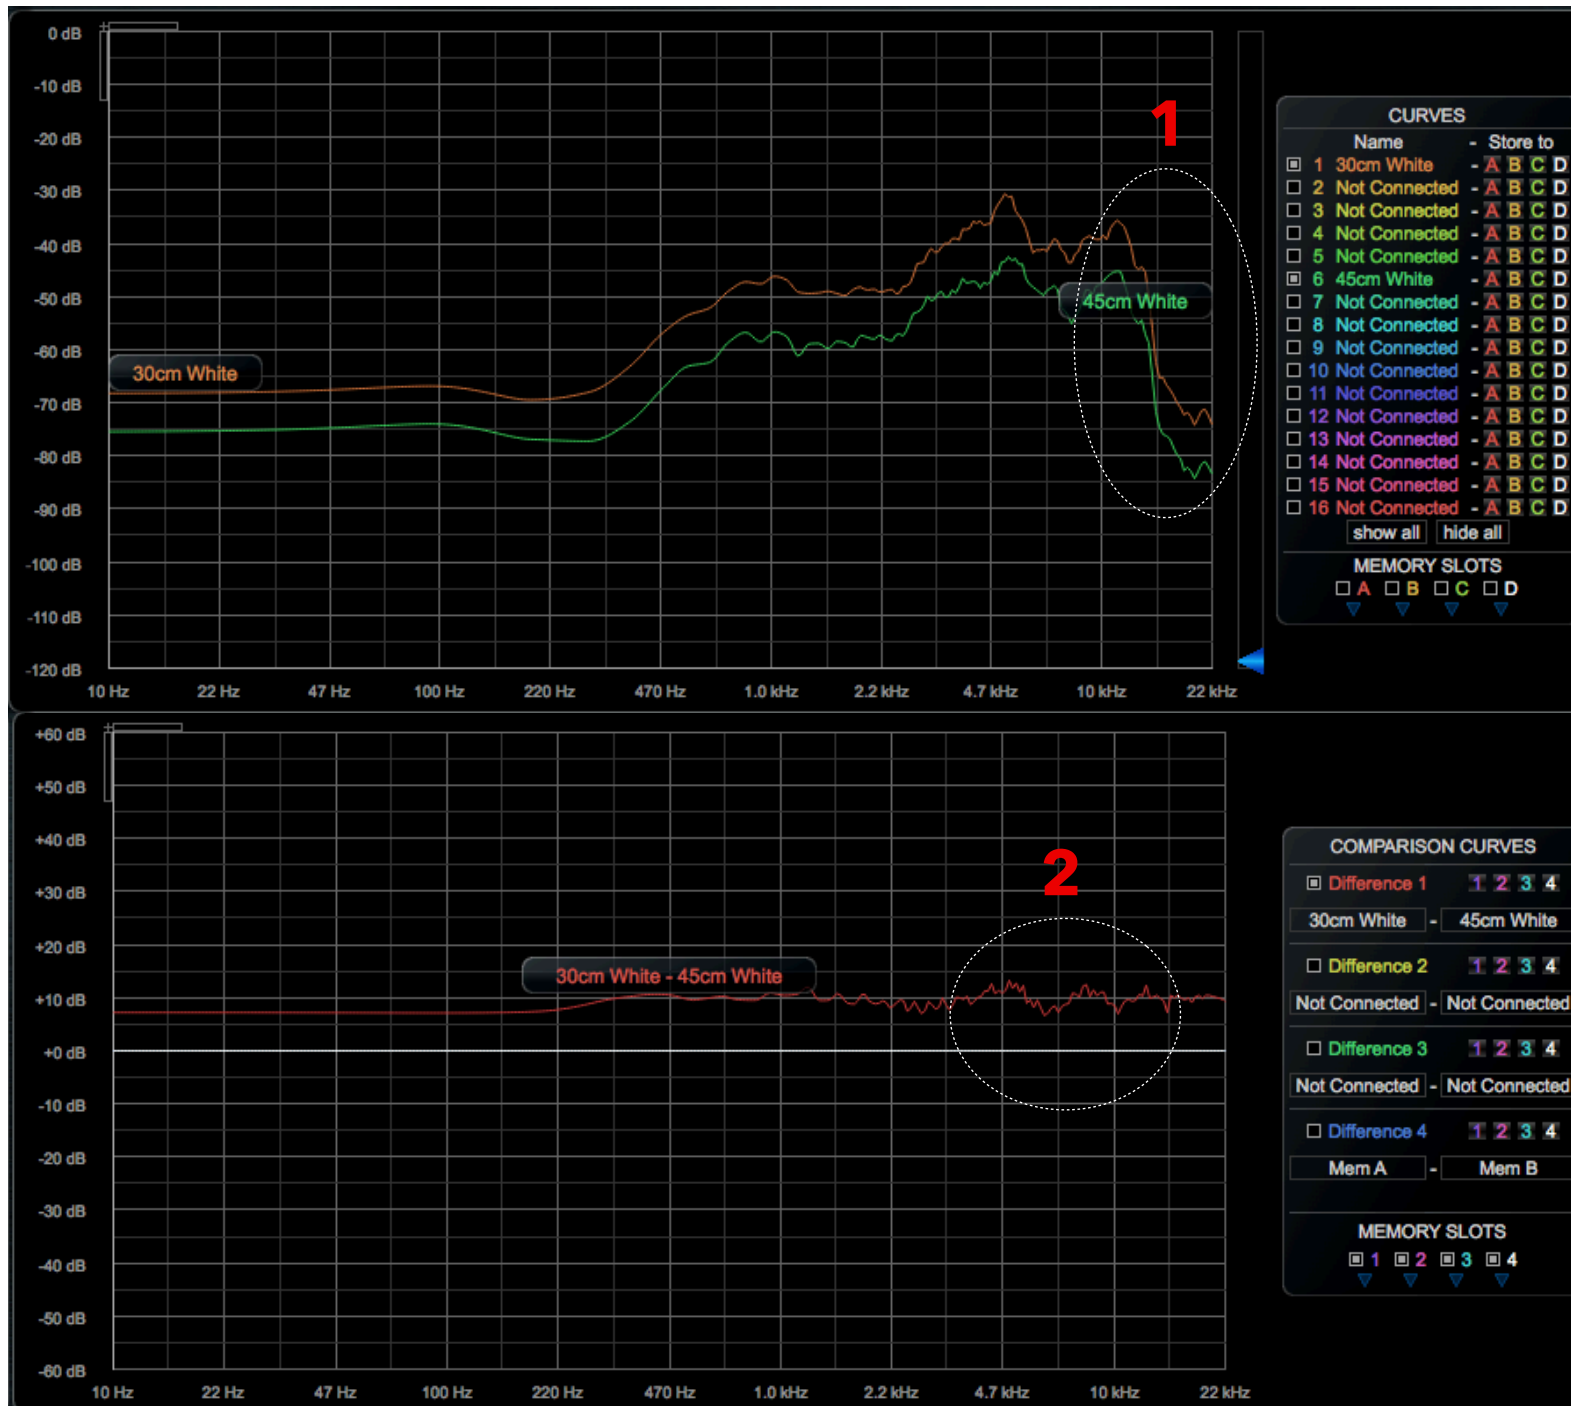 0 dB
-10 dB
-20 dB
-30 dB
-40 dB
-50 dB
-60 dB
-70 dB
-80 dB
-90 dB
-100 dB
-110 dB
-120 dB
10 Hz 22 Hz 47 Hz 100 Hz 220 Hz 470 Hz 1.0 kHz 2.2 kHz 4.7 kHz 10 kHz 22 kHz
1
30cm White
45cm White
CURVES
Name - Store to
1 30cm White - A B C D
2 Not Connected - A B C D
3 Not Connected - A B C D
4 Not Connected - A B C D
5 Not Connected - A B C D
6 45cm White - A B C D
7 Not Connected - A B C D
8 Not Connected - A B C D
9 Not Connected - A B C D
10 Not Connected - A B C D
11 Not Connected - A B C D
12 Not Connected - A B C D
13 Not Connected - A B C D
14 Not Connected - A B C D
15 Not Connected - A B C D
16 Not Connected - A B C D
show all hide all
MEMORY SLOTS
A B C D
+60 dB
+50 dB
+40 dB
+30 dB
+20 dB
+10 dB
+0 dB
-10 dB
-20 dB
-30 dB
-40 dB
-50 dB
-60 dB
10 Hz 22 Hz 47 Hz 100 Hz 220 Hz 470 Hz 1.0 kHz 2.2 kHz 4.7 kHz 10 kHz 22 kHz
2
30cm White - 45cm White
COMPARISON CURVES
Difference 1 1 2 3 4
30cm White - 45cm White
Difference 2 1 2 3 4
Not Connected - Not Connected
Difference 3 1 2 3 4
Not Connected - Not Connected
Difference 4 1 2 3 4
Mem A - Mem B
MEMORY SLOTS
1 2 3 4